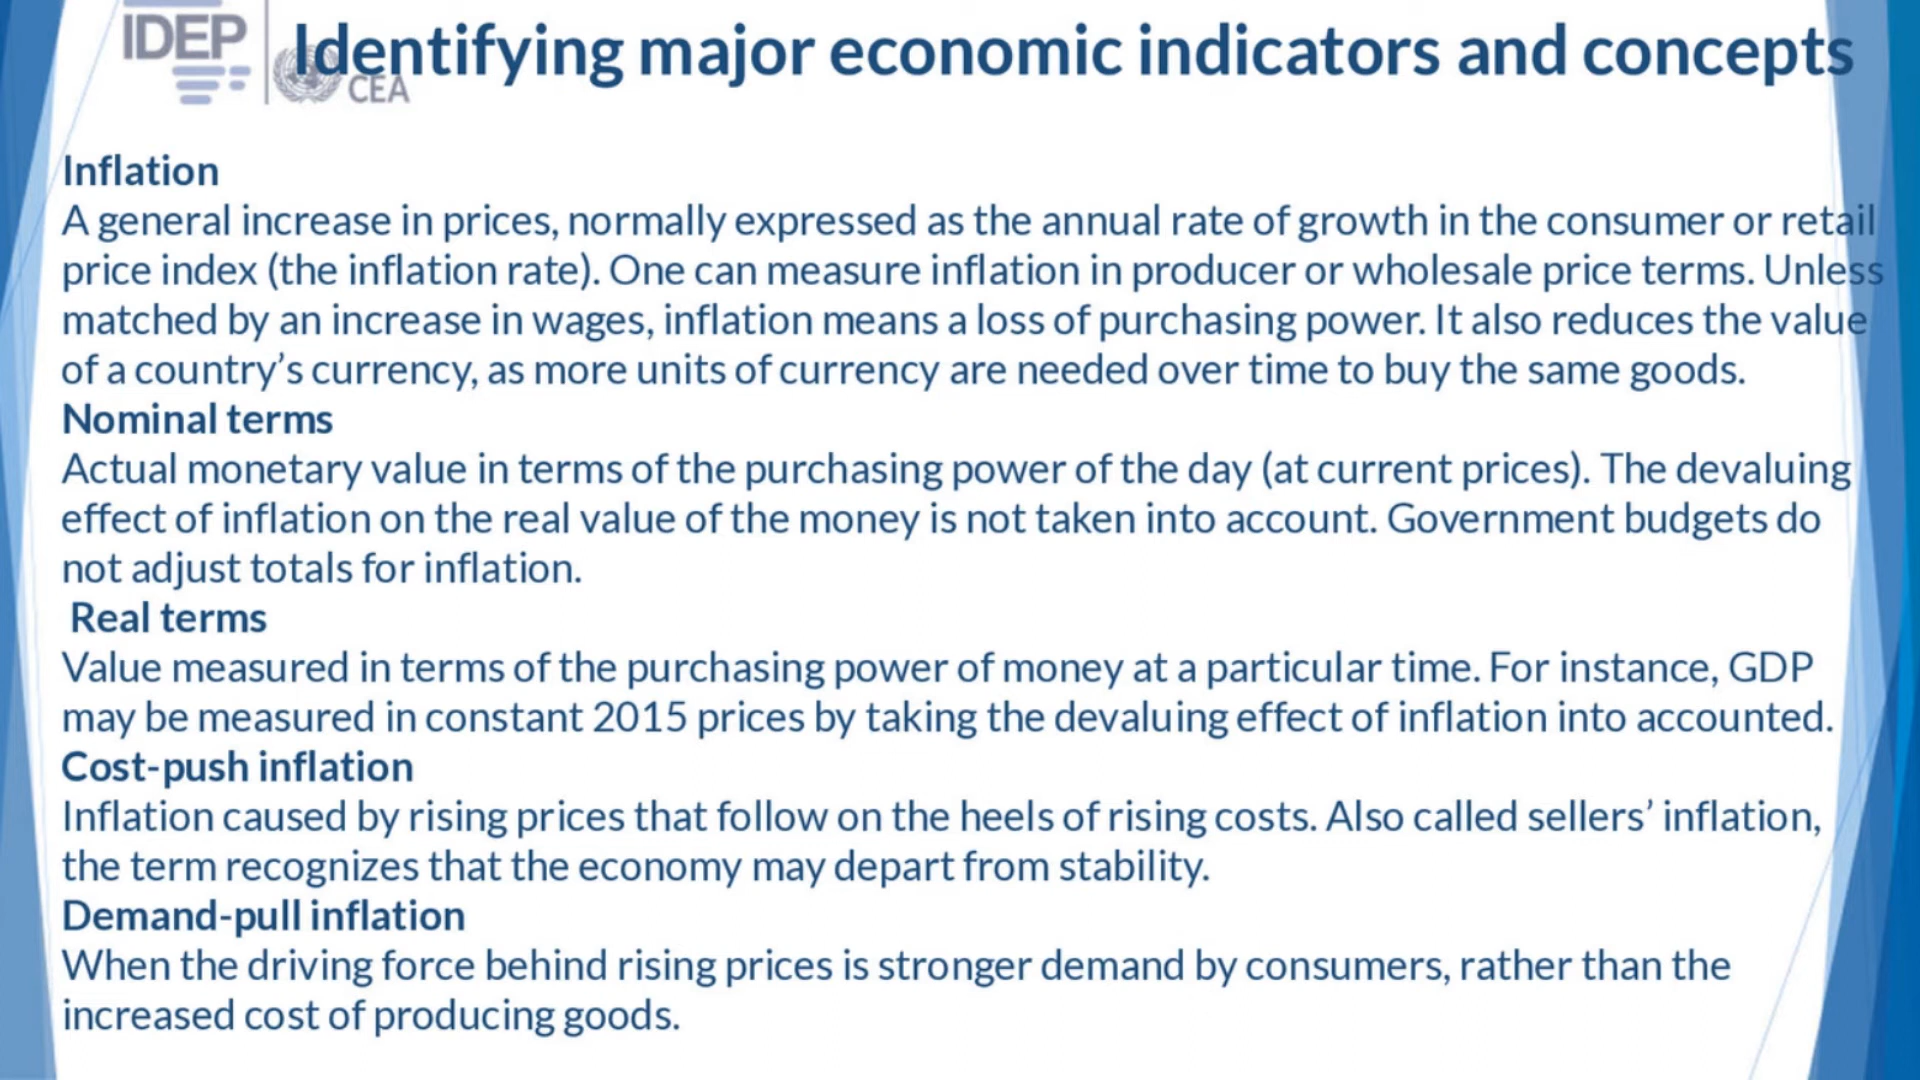 IDEP
CEA
Identifying major economic indicators and concepts
Inflation
A general increase in prices, normally expressed as the annual rate of growth in the consumer or retail
price index (the inflation rate). One can measure inflation in producer or wholesale price terms. Unless
matched by an increase in wages, inflation means a loss of purchasing power. It also reduces the value
of a country’s currency, as more units of currency are needed over time to buy the same goods.
Nominal terms
Actual monetary value in terms of the purchasing power of the day (at current prices). The devaluing
effect of inflation on the real value of the money is not taken into account. Government budgets do
not adjust totals for inflation.
Real terms
Value measured in terms of the purchasing power of money at a particular time. For instance, GDP
may be measured in constant 2015 prices by taking the devaluing effect of inflation into accounted.
Cost-push inflation
Inflation caused by rising prices that follow on the heels of rising costs. Also called sellers’ inflation,
the term recognizes that the economy may depart from stability.
Demand-pull inflation
When the driving force behind rising prices is stronger demand by consumers, rather than the
increased cost of producing goods.